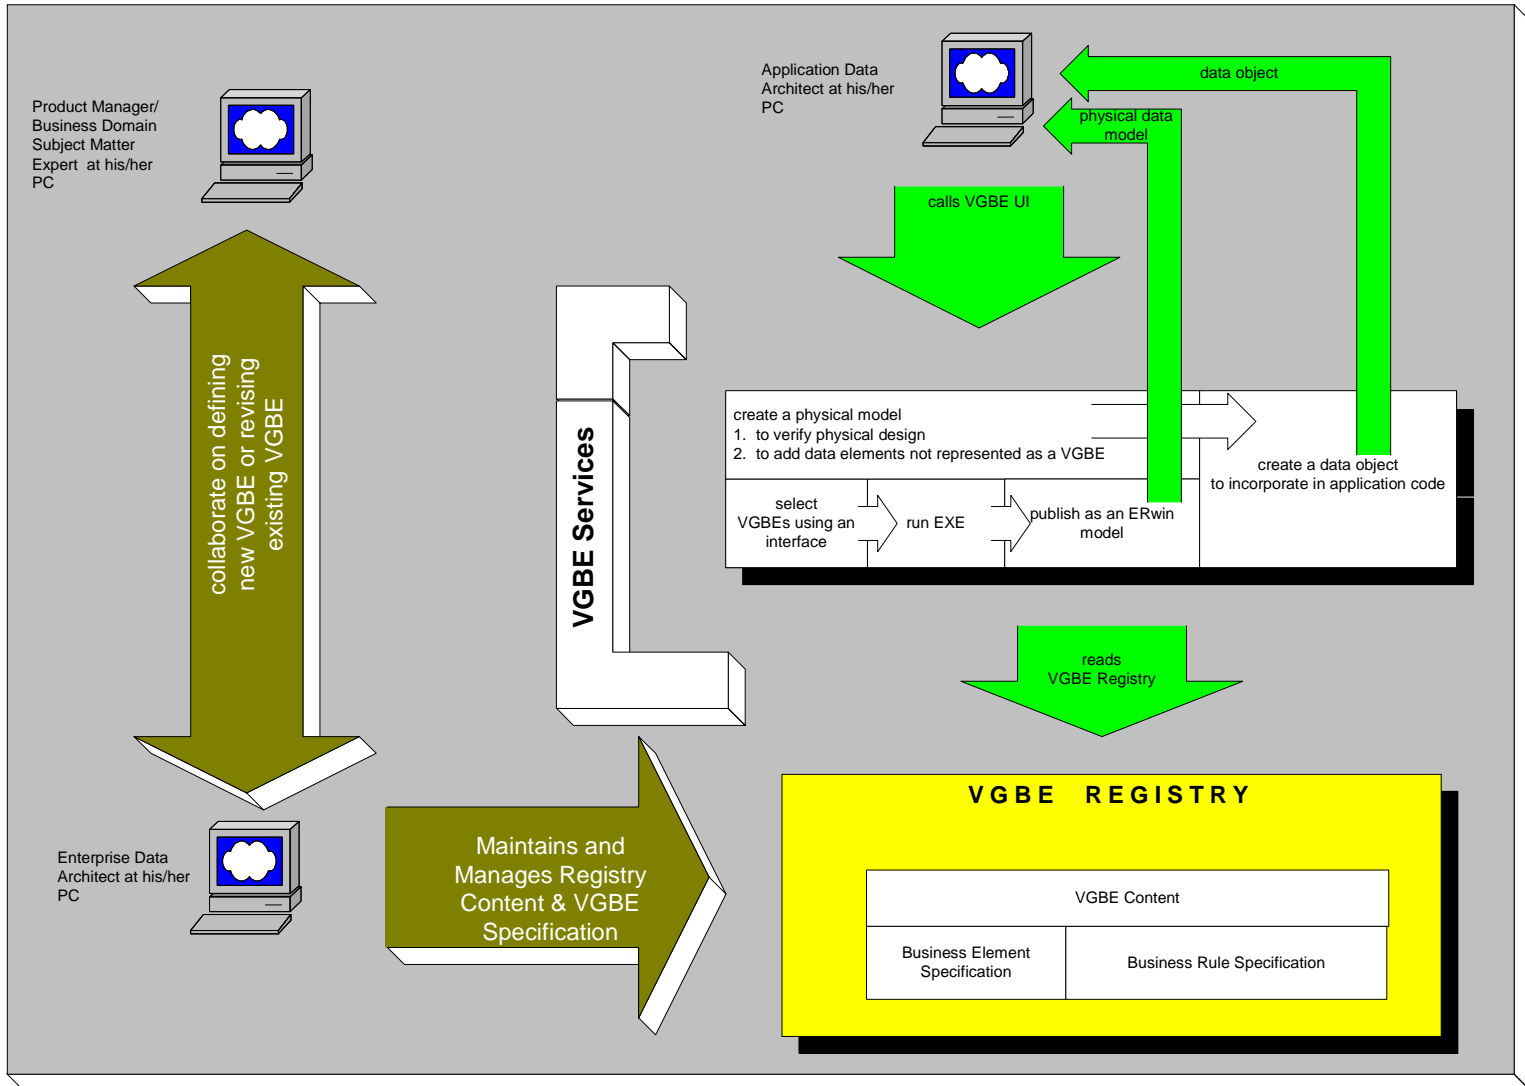 Product Manager/
Business Domain
Subject Matter
Expert  at his/her
PC
Application Data
Architect at his/her
PC
data object
physical data
model
calls VGBE UI
collaborate on defining
new VGBE or revising
existing VGBE
VGBE Services
create a physical model
1.  to verify physical design
2.  to add data elements not represented as a VGBE
create a data object
to incorporate in application code
select
VGBEs using an
interface
run EXE
publish as an ERwin
model
reads
VGBE Registry
Enterprise Data
Architect at his/her
PC
Maintains and
Manages Registry
Content & VGBE
Specification
VGBE REGISTRY
VGBE Content
Business Element
Specification
Business Rule Specification